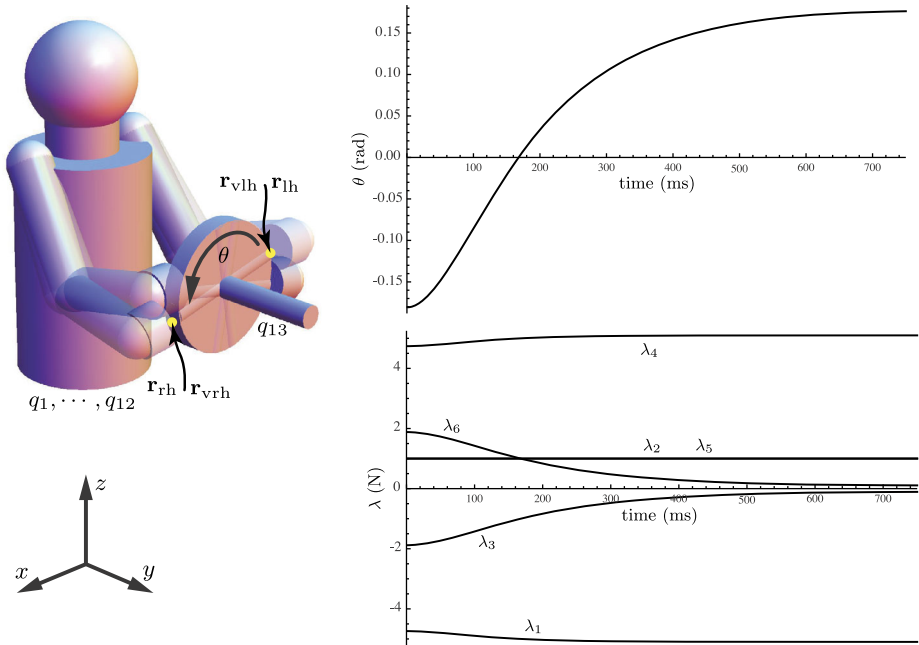 r_vlh r_lh
θ
q_13
r_rh r_vrh
q_1, ⋯ , q_12
z
x
y
θ (rad)
0.15
0.10
0.05
0.00
-0.05
-0.10
-0.15
100 200 300 400 500 600 700
time (ms)
λ (N)
4
2
0
-2
-4
100 200 300 400 500 600 700
time (ms)
λ_4
λ_6
λ_2 λ_5
λ_3
λ_1